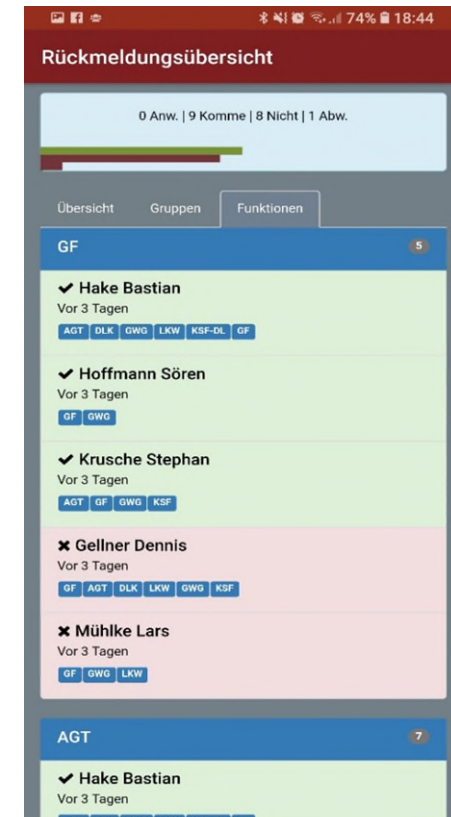 74% 18:44
Rückmeldungsübersicht
0 Anw. | 9 Komme | 8 Nicht | 1 Abw.
Übersicht Gruppen Funktionen
GF 5
Hake Bastian
Vor 3 Tagen
AGT DLK GWG LKW KSF-DL GF
Hoffmann Sören
Vor 3 Tagen
GF GWG
Krusche Stephan
Vor 3 Tagen
AGT GF GWG KSF
Gellner Dennis
Vor 3 Tagen
GF AGT DLK LKW GWG KSF
Mühlke Lars
Vor 3 Tagen
GF GWG LKW
AGT 7
Hake Bastian
Vor 3 Tagen